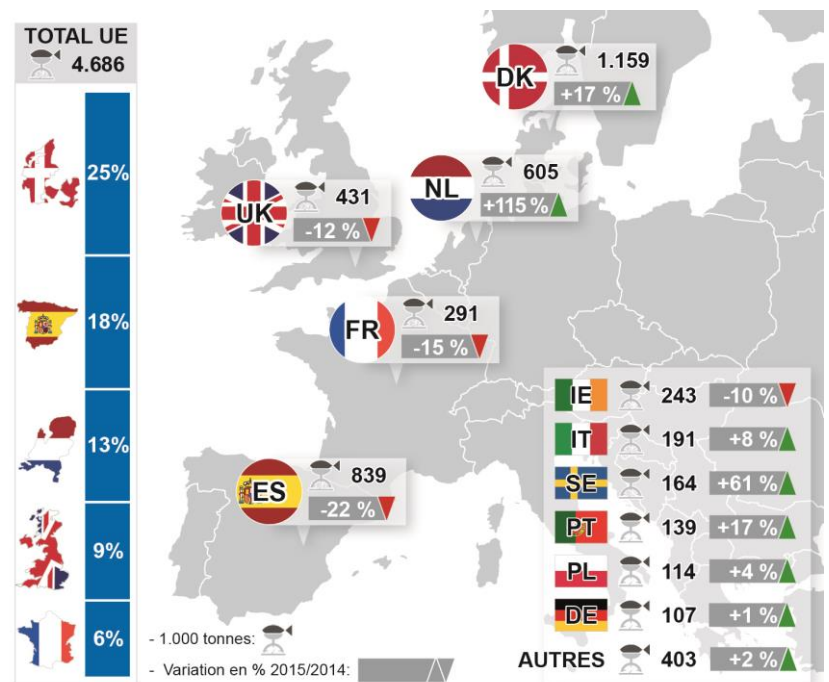 TOTAL UE
4.686
25%
18%
13%
9%
6%
DK
1.159
+17 %
NL
605
+115 %
UK
431
-12 %
FR
291
-15 %
ES
839
-22 %
IE 243 -10 %
IT 191 +8 %
SE 164 +61 %
PT 139 +17 %
PL 114 +4 %
DE 107 +1 %
AUTRES 403 +2 %
- 1.000 tonnes:
- Variation en % 2015/2014: